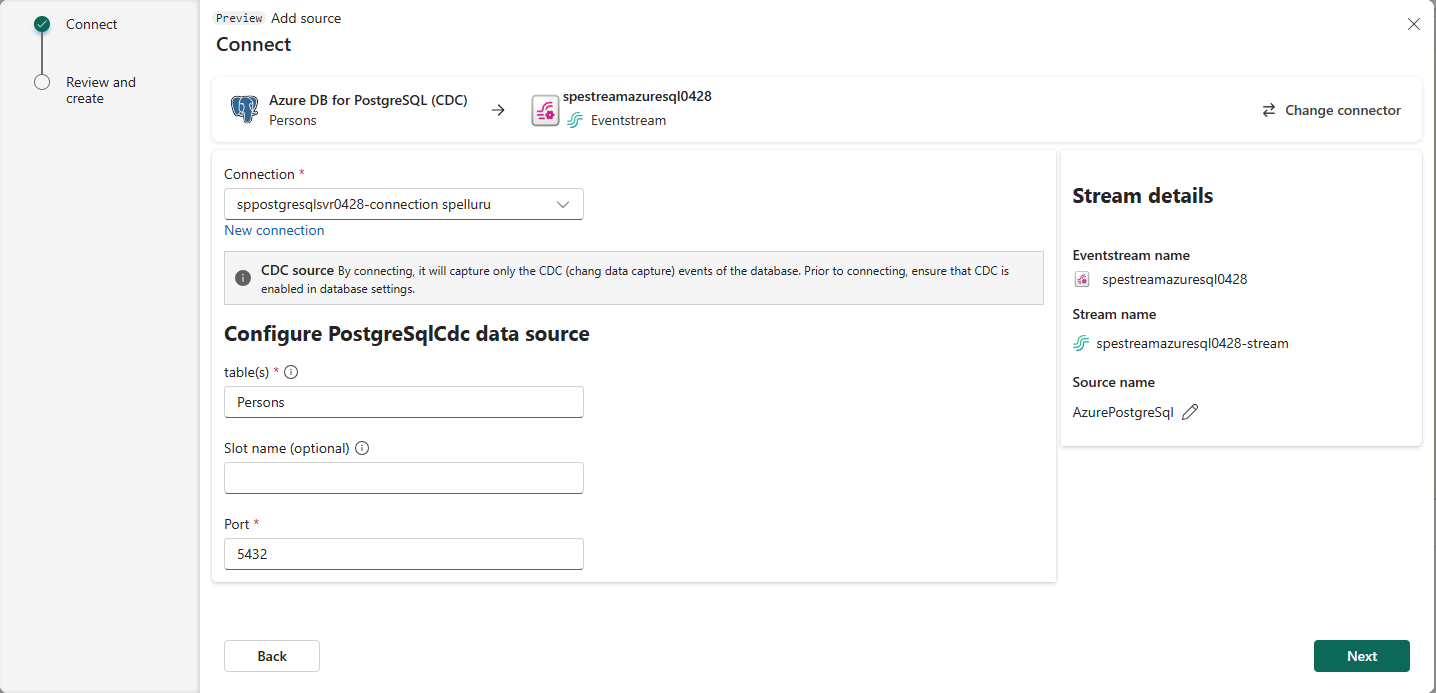 Connect
Review and
create
Preview Add source
Connect
Azure DB for PostgreSQL (CDC)
Persons
spestreamazuresql0428
Eventstream
Change connector
Connection *
sppostgresqlsvr0428-connection spelluru
New connection
CDC source By connecting, it will capture only the CDC (chang data capture) events of the database. Prior to connecting, ensure that CDC is
enabled in database settings.
Configure PostgreSqlCdc data source
table(s) *
Persons
Slot name (optional)
Port *
5432
Stream details
Eventstream name
spestreamazuresql0428
Stream name
spestreamazuresql0428-stream
Source name
AzurePostgreSql
Back
Next